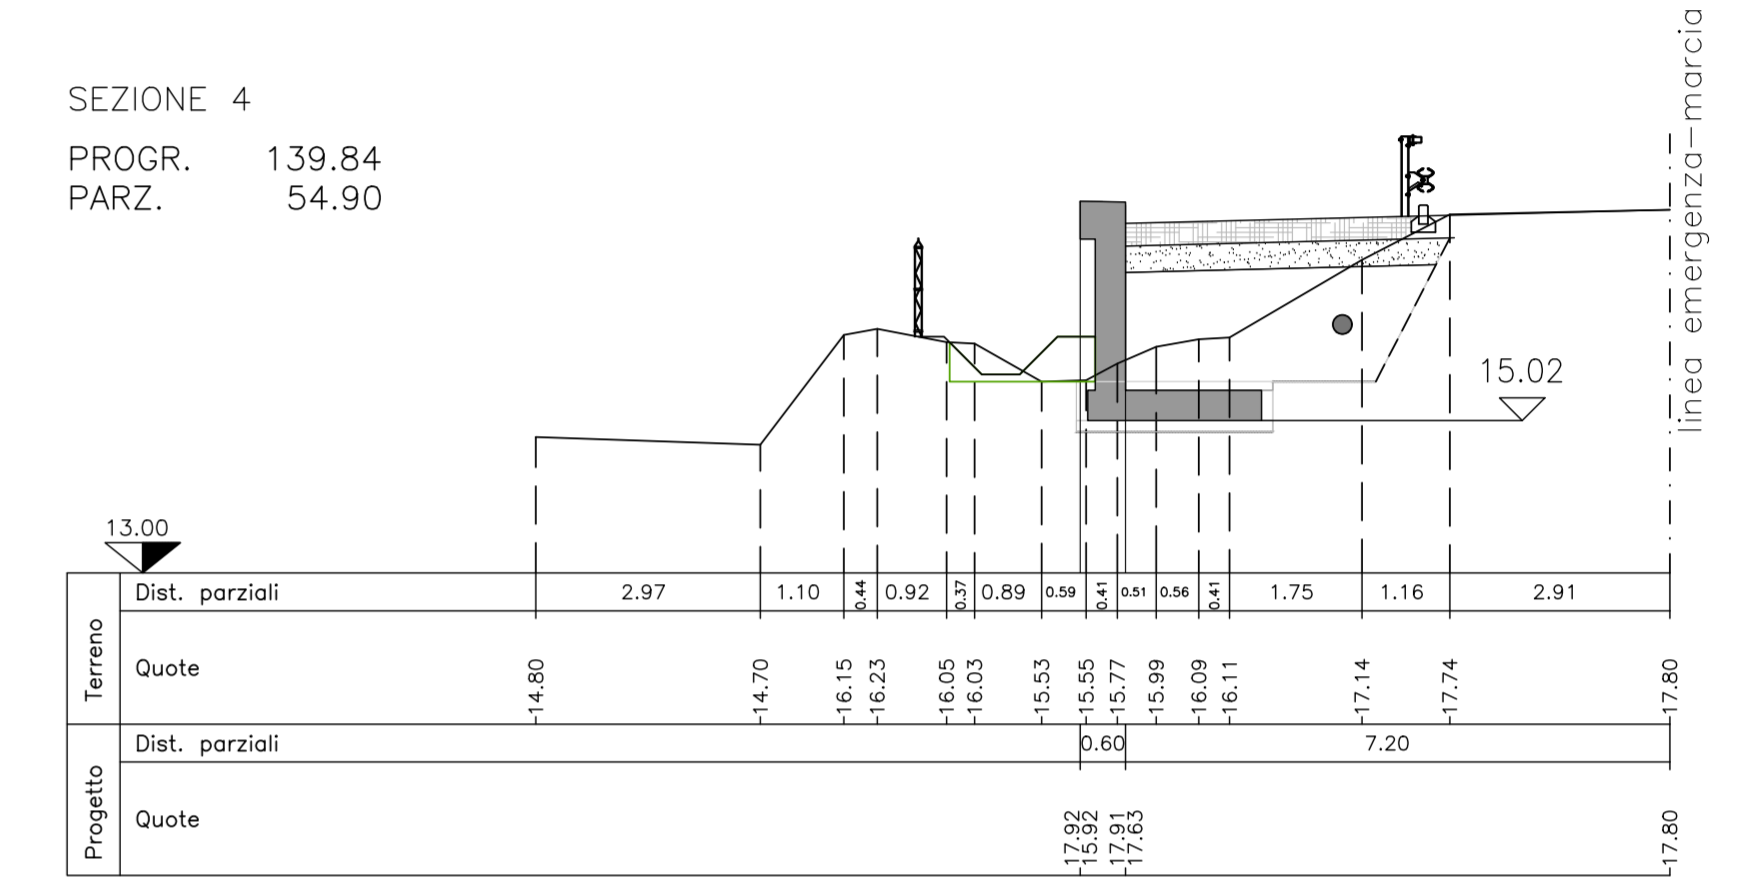 linea emergenza-marcia
SEZIONE 4
PROGR. 139.84
PARZ. 54.90
15.02
13.00
Terreno
Dist. parziali 2.97 1.10 0.44 0.92 0.37 0.89 0.59 0.41 0.51 0.56 0.41 1.75 1.16 2.91
Quote 14.80 14.70 16.15 16.23 16.05 16.03 15.53 15.55 15.77 15.99 16.09 16.11 17.14 17.74 17.80
Progetto
Dist. parziali 0.60 7.20
Quote 17.92 15.92 17.91 17.63 17.80